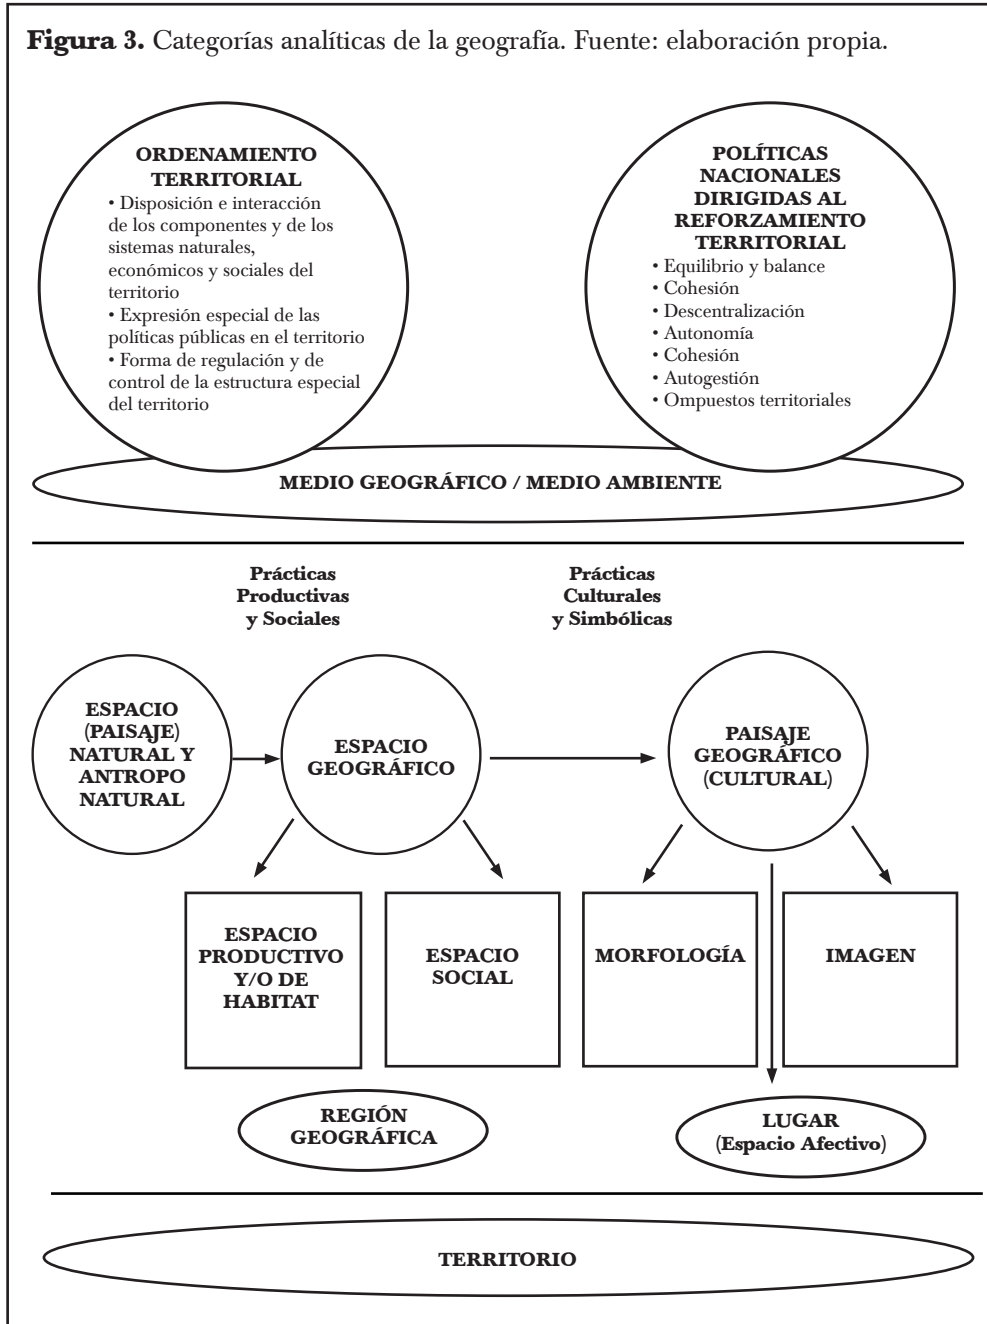 Figura 3. Categorías analíticas de la geografía. Fuente: elaboración propia.
ORDENAMIENTO
TERRITORIAL
• Disposición e interacción
de los componentes y de los
sistemas naturales,
económicos y sociales del
territorio
• Expresión especial de las
políticas públicas en el territorio
• Forma de regulación y de
control de la estructura especial
del territorio
POLÍTICAS
NACIONALES
DIRIGIDAS AL
REFORZAMIENTO
TERRITORIAL
• Equilibrio y balance
• Cohesión
• Descentralización
• Autonomía
• Cohesión
• Autogestión
• Ompuestos territoriales
MEDIO GEOGRÁFICO / MEDIO AMBIENTE
Prácticas
Productivas
y Sociales
Prácticas
Culturales
y Simbólicas
ESPACIO
(PAISAJE)
NATURAL Y
ANTROPO
NATURAL
ESPACIO
GEOGRÁFICO
PAISAJE
GEOGRÁFICO
(CULTURAL)
ESPACIO
PRODUCTIVO
Y/O DE
HABITAT
ESPACIO
SOCIAL
MORFOLOGÍA
IMAGEN
REGIÓN
GEOGRÁFICA
LUGAR
(Espacio Afectivo)
TERRITORIO